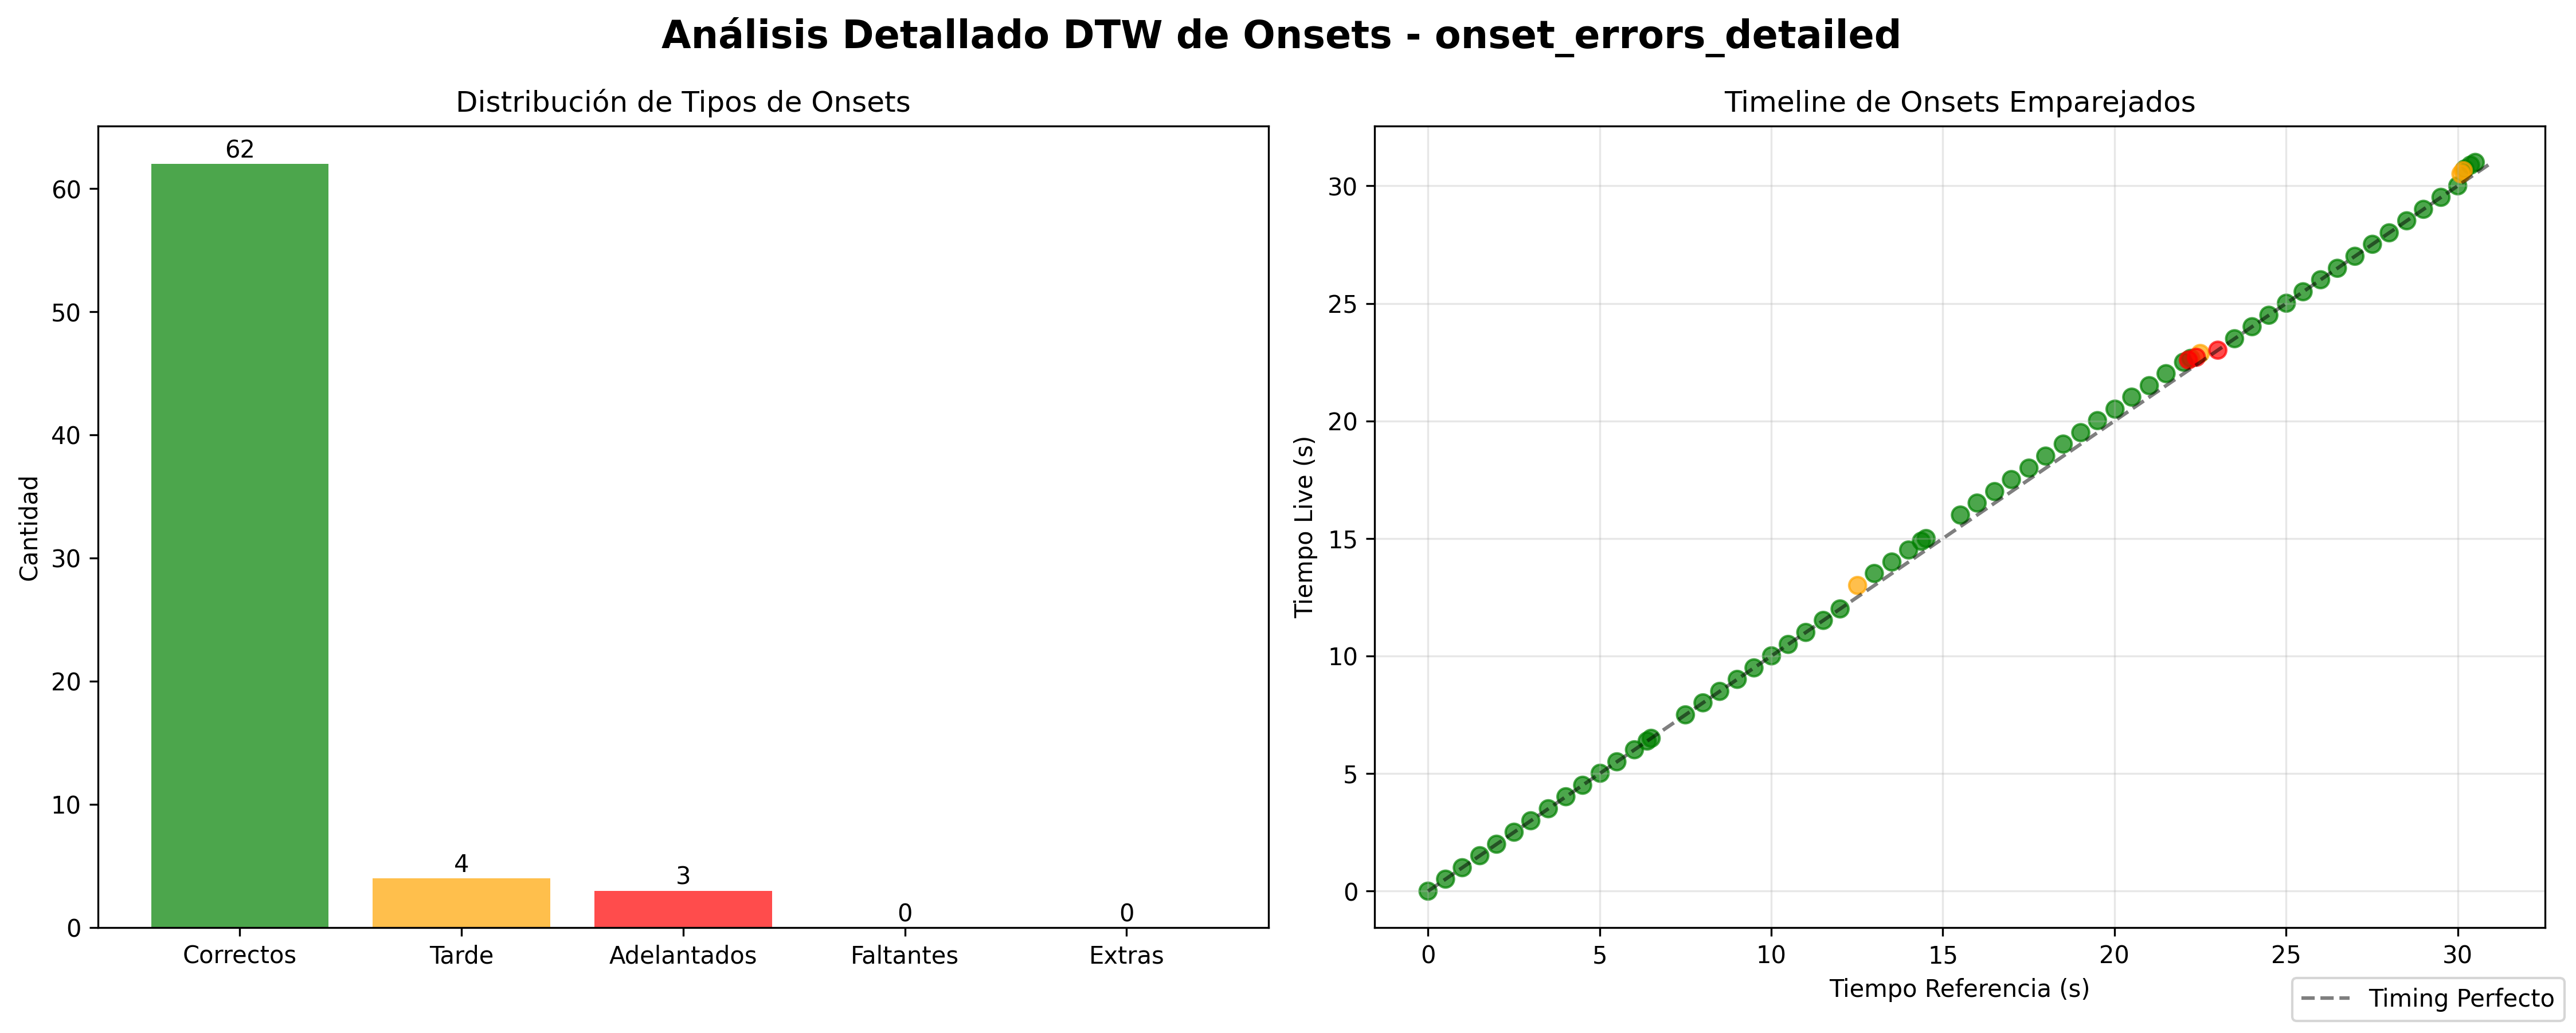 Análisis Detallado DTW de Onsets - onset_errors_detailed
Distribución de Tipos de Onsets
Cantidad
60
50
40
30
20
10
0
62
4
3
0
0
Correctos
Tarde
Adelantados
Faltantes
Extras
Timeline de Onsets Emparejados
Tiempo Live (s)
30
25
20
15
10
5
0
0
5
10
15
20
25
30
Tiempo Referencia (s)
Timing Perfecto